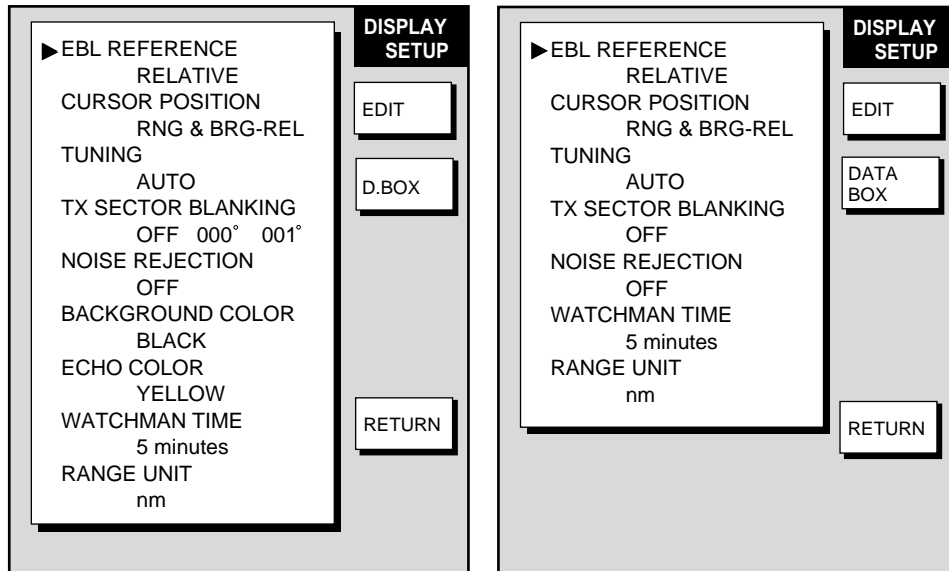 DISPLAY
SETUP
▶EBL REFERENCE
RELATIVE
CURSOR POSITION
RNG & BRG-REL
TUNING
AUTO
TX SECTOR BLANKING
OFF 000° 001°
NOISE REJECTION
OFF
BACKGROUND COLOR
BLACK
ECHO COLOR
YELLOW
WATCHMAN TIME
5 minutes
RANGE UNIT
nm
EDIT
D.BOX
RETURN
DISPLAY
SETUP
▶EBL REFERENCE
RELATIVE
CURSOR POSITION
RNG & BRG-REL
TUNING
AUTO
TX SECTOR BLANKING
OFF
NOISE REJECTION
OFF
WATCHMAN TIME
5 minutes
RANGE UNIT
nm
EDIT
DATA
BOX
RETURN